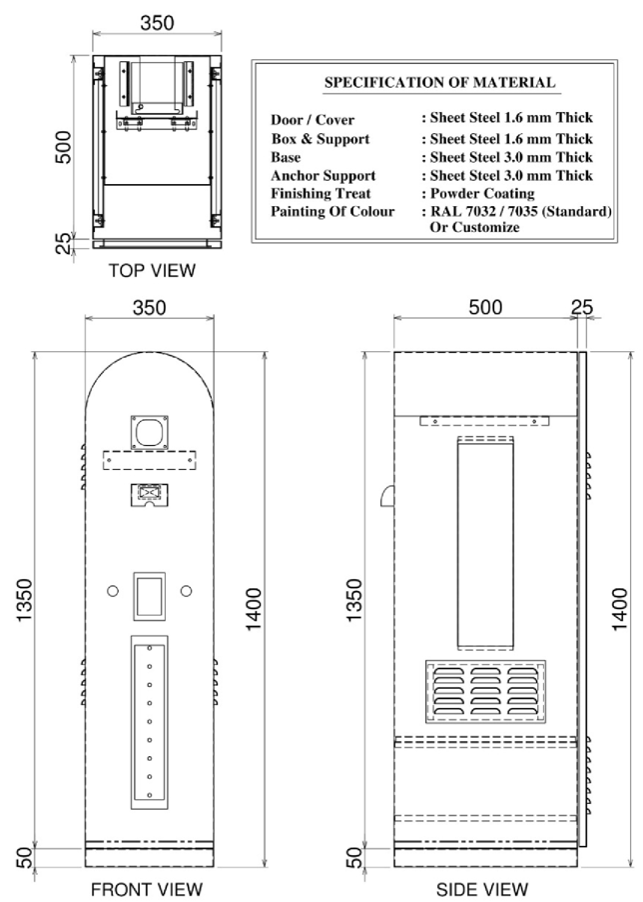 350
500
25
TOP VIEW
SPECIFICATION OF MATERIAL
Door / Cover : Sheet Steel 1.6 mm Thick
Box & Support : Sheet Steel 1.6 mm Thick
Base : Sheet Steel 3.0 mm Thick
Anchor Support : Sheet Steel 3.0 mm Thick
Finishing Treat : Powder Coating
Painting Of Colour : RAL 7032 / 7035 (Standard)
Or Customize
350
1350
1400
50
FRONT VIEW
500 25
1350
1400
50
SIDE VIEW